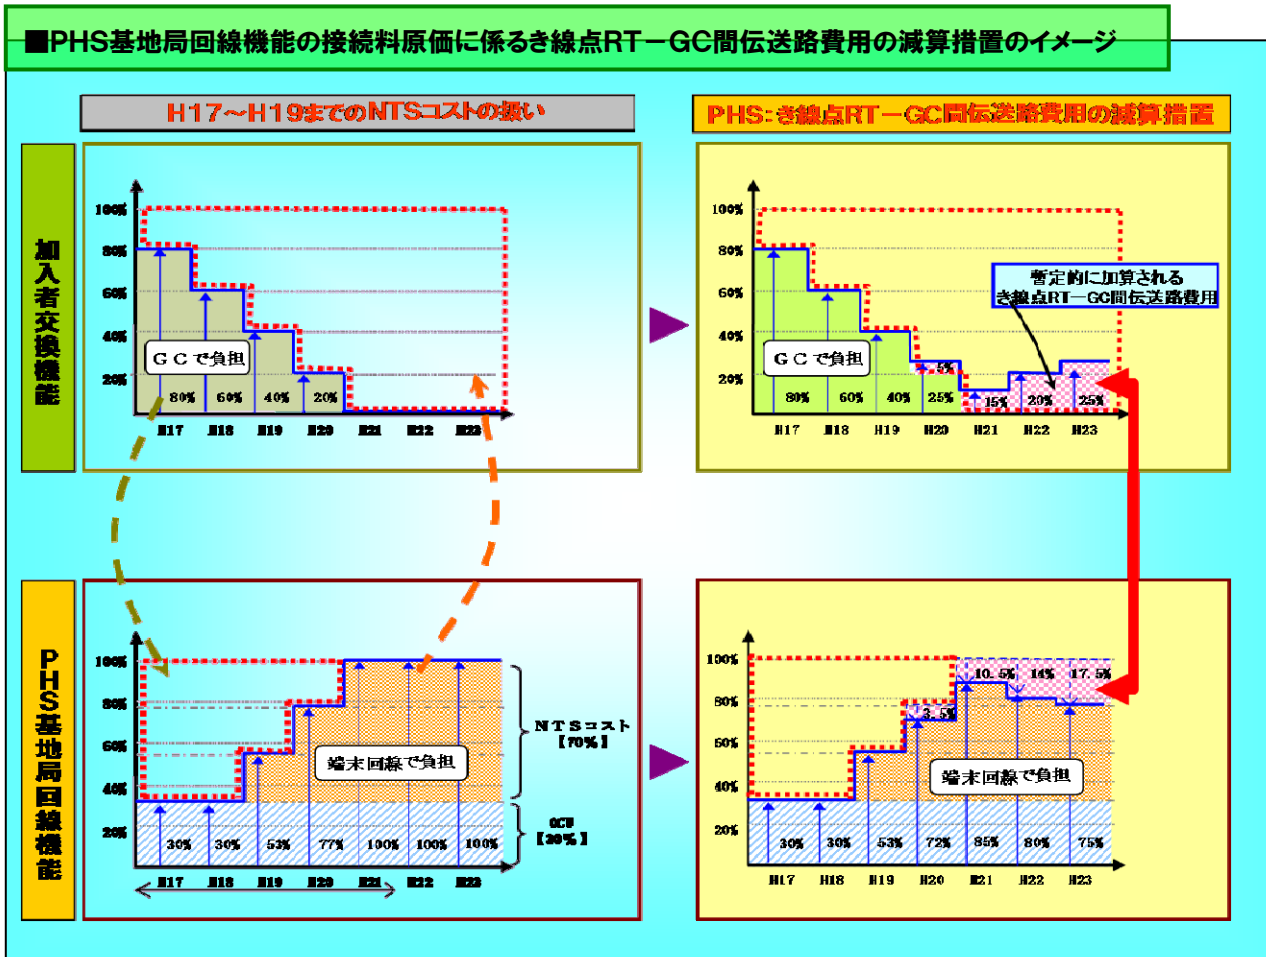 ■PHS基地局回線機能の接続料原価に係るき線点RT－GC間伝送路費用の減算措置のイメージ
H17～H19までのNTSコストの扱い
PHS：き線点RT－GC間伝送路費用の減算措置
加入者交換機能
100%
80%
60%
40%
20%
GCで負担
80%
60%
40%
20%
H17
H18
H19
H20
H21
H22
H23
100%
80%
60%
40%
20%
暫定的に加算される
き線点RT－GC間伝送路費用
GCで負担
5%
80%
60%
40%
25%
15%
20%
25%
H17
H18
H19
H20
H21
H22
H23
PHS基地局回線機能
100%
80%
60%
40%
20%
端末回線で負担
NTSコスト
【70%】
OCU
【30%】
30%
30%
53%
77%
100%
100%
100%
H17
H18
H19
H20
H21
H22
H23
100%
80%
60%
40%
20%
10.5%
14%
17.5%
3.5%
端末回線で負担
30%
30%
53%
72%
85%
80%
75%
H17
H18
H19
H20
H21
H22
H23